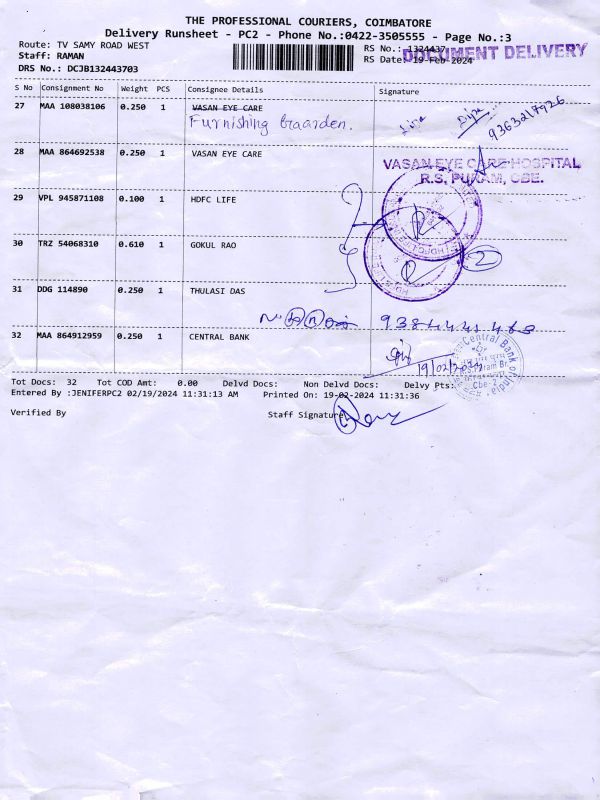 THE PROFESSIONAL COURIERS, COIMBATORE
Delivery Runsheet - PC2 - Phone No.:0422-3505555 - Page No.:3
Route: TV SAMY ROAD WEST
RS No.: 1324437
DOCUMENT DELIVERY
Staff: RAMAN
RS Date: 19-Feb-2024
DRS No.: DCJB132443703
S No Consignment No Weight PCS Consignee Details Signature
27 MAA 108038106 0.250 1 VASAN EYE CARE
Furnishing Gaarden.
9363217926
28 MAA 864692538 0.250 1 VASAN EYE CARE
VASAN EYE CARE HOSPITAL
R.S. PURAM, CBE.
29 VPL 945871108 0.100 1 HDFC LIFE
30 TRZ 54068310 0.610 1 GOKUL RAO
2
31 DDG 114890 0.250 1 THULASI DAS
32 MAA 864912959 0.250 1 CENTRAL BANK
19/02/2024
Central Bank of India
Cbe-2
Tot Docs: 32 Tot COD Amt: 0.00 Delvd Docs: Non Delvd Docs: Delvy Pts:
Entered By :JENIFERPC2 02/19/2024 11:31:13 AM Printed On: 19-02-2024 11:31:36
Verified By Staff Signature